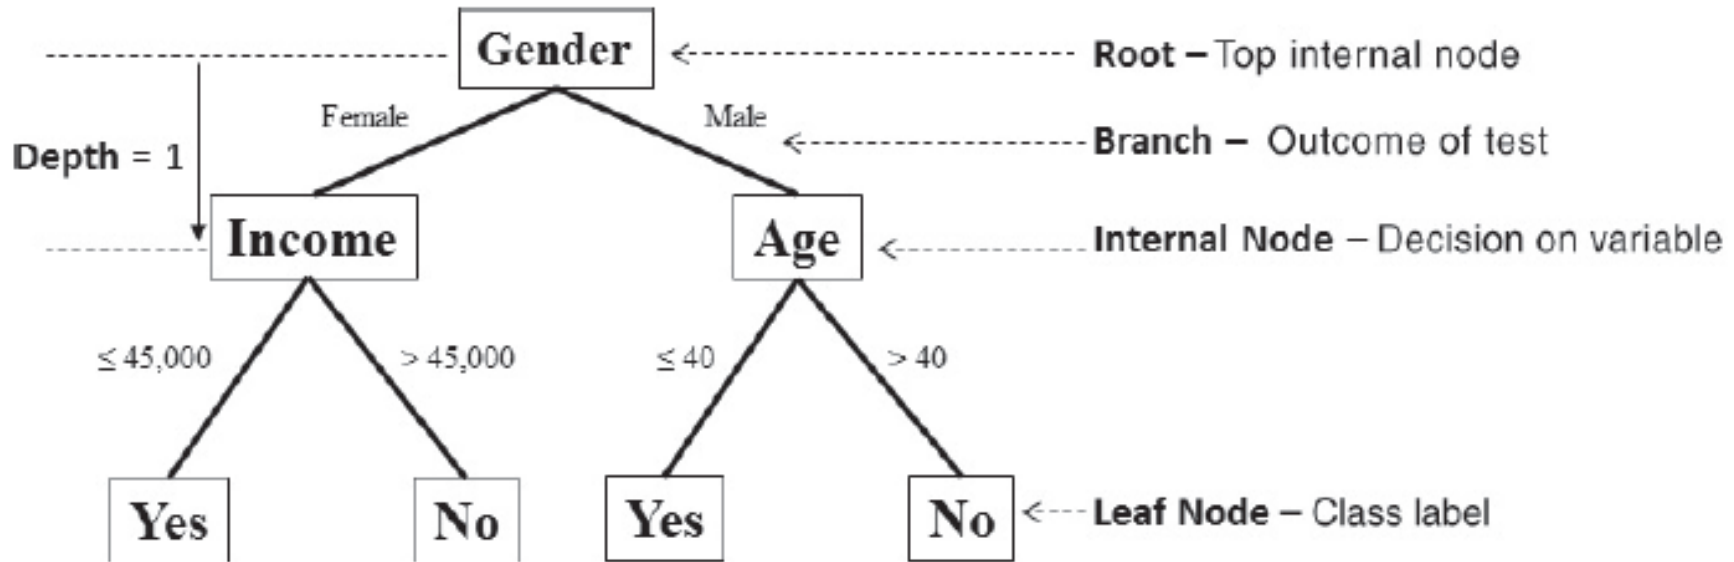 Gender
Root – Top internal node
Female
Male
Branch – Outcome of test
Depth = 1
Income
Age
Internal Node – Decision on variable
≤ 45,000
> 45,000
≤ 40
> 40
Yes
No
Yes
No
Leaf Node – Class label